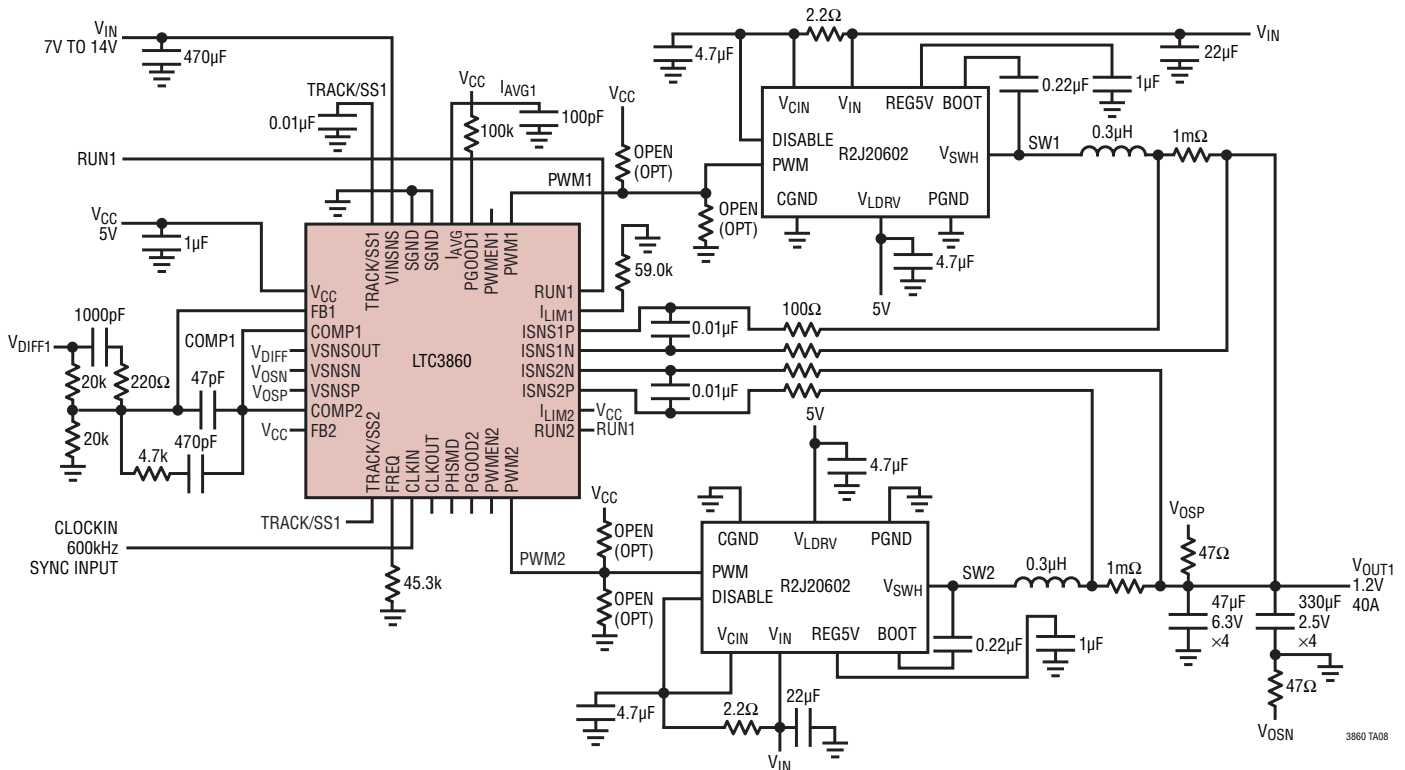 VIN
7V TO 14V
470µF
TRACK/SS1
0.01µF
VCC
IAVG1
100k
100pF
VCC
OPEN
(OPT)
PWM1
OPEN
(OPT)
RUN1
VCC
5V
1µF
4.7µF
2.2Ω
VIN
22µF
VCIN
VIN
REG5V
BOOT
DISABLE
PWM
R2J20602
VSWH
CGND
VLDRV
PGND
0.22µF
1µF
SW1
0.3µH
1mΩ
4.7µF
5V
59.0k
TRACK/SS1
VINSNS
SGND
SGND
IAVG
PGOOD1
PWMEN1
PWM1
VCC
FB1
COMP1
VSNSOUT
VSNSN
VSNSP
COMP2
FB2
LTC3860
RUN1
ILIM1
ISNS1P
ISNS1N
ISNS2N
ISNS2P
ILIM2
RUN2
TRACK/SS2
FREQ
CLKIN
CLKOUT
PHSMD
PGOOD2
PWMEN2
PWM2
1000pF
VDIFF1
COMP1
VDIFF
VOSN
VOSP
20k
220Ω
47pF
VCC
20k
470pF
4.7k
0.01µF
100Ω
0.01µF
VCC
RUN1
5V
4.7µF
TRACK/SS1
CLOCKIN
600kHz
SYNC INPUT
45.3k
VCC
OPEN
(OPT)
PWM2
OPEN
(OPT)
CGND
VLDRV
PGND
PWM
DISABLE
R2J20602
VSWH
VCIN
VIN
REG5V
BOOT
SW2
0.3µH
1mΩ
0.22µF
1µF
4.7µF
2.2Ω
22µF
VIN
VOSP
47Ω
VOUT1
1.2V
40A
47µF
6.3V
×4
330µF
2.5V
×4
47Ω
VOSN
3860 TA08